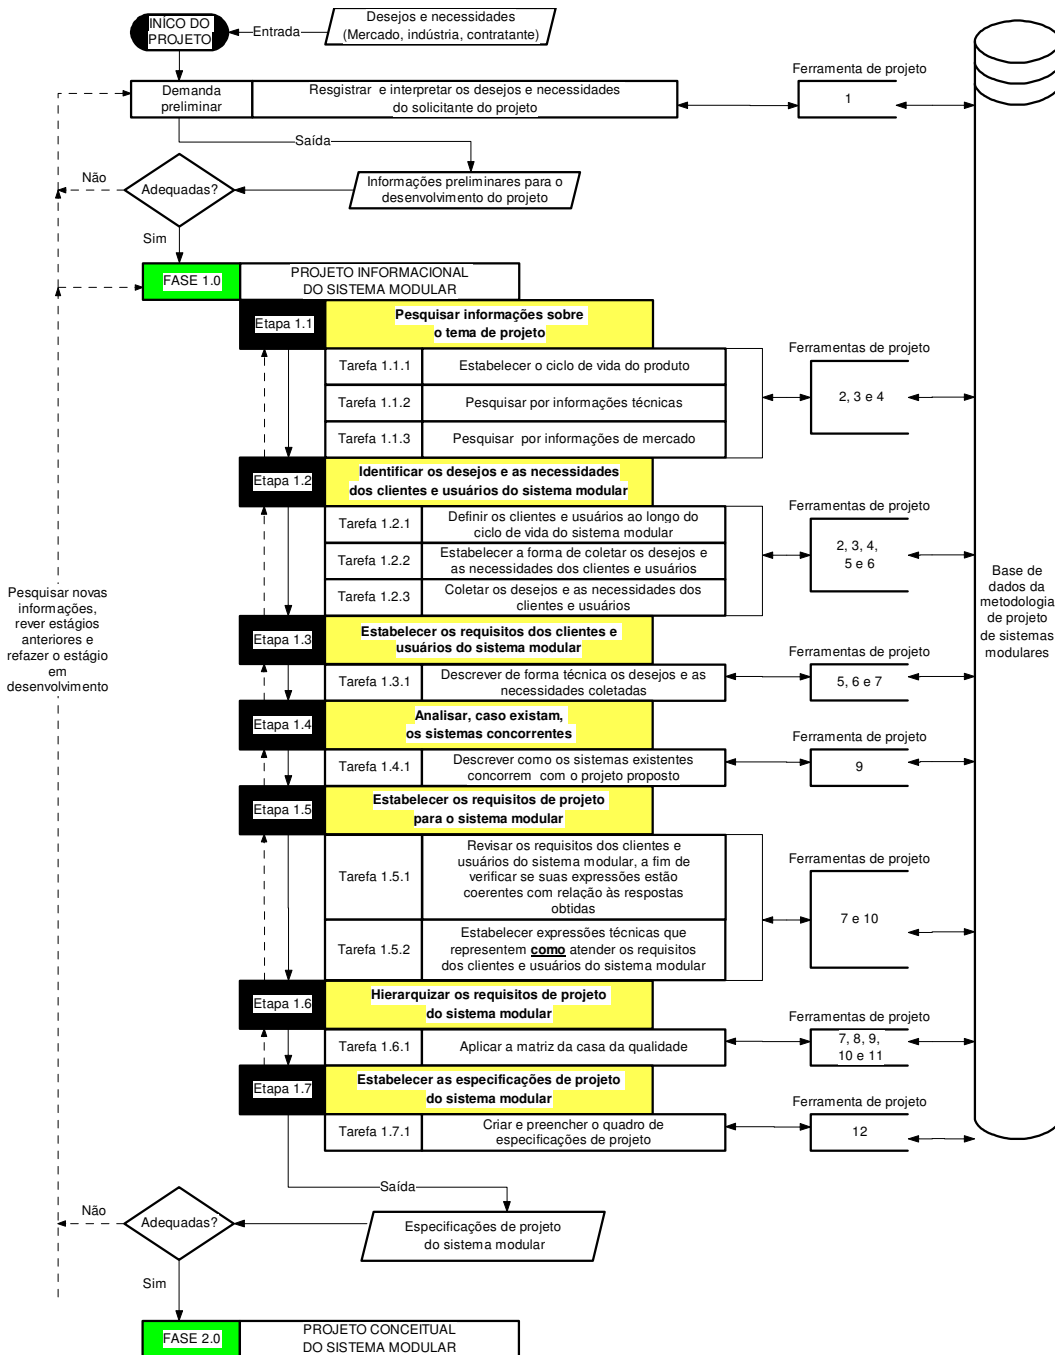 INÍCO DO
PROJETO
Entrada
Desejos e necessidades
(Mercado, indústria, contratante)
Demanda
preliminar
Resgistrar e interpretar os desejos e necessidades
do solicitante do projeto
Ferramenta de projeto
1
Saída
Não
Adequadas?
Informações preliminares para o
desenvolvimento do projeto
Sim
FASE 1.0
PROJETO INFORMACIONAL
DO SISTEMA MODULAR
Etapa 1.1
Pesquisar informações sobre
o tema de projeto
Tarefa 1.1.1
Estabelecer o ciclo de vida do produto
Tarefa 1.1.2
Pesquisar por informações técnicas
Tarefa 1.1.3
Pesquisar por informações de mercado
Ferramentas de projeto
2, 3 e 4
Etapa 1.2
Identificar os desejos e as necessidades
dos clientes e usuários do sistema modular
Tarefa 1.2.1
Definir os clientes e usuários ao longo do
ciclo de vida do sistema modular
Tarefa 1.2.2
Estabelecer a forma de coletar os desejos e
as necessidades dos clientes e usuários
Tarefa 1.2.3
Coletar os desejos e as necessidades dos
clientes e usuários
Ferramentas de projeto
2, 3, 4,
5 e 6
Base de
dados da
metodologia
de projeto
de sistemas
modulares
Pesquisar novas
informações,
rever estágios
anteriores e
refazer o estágio
em
desenvolvimento
Etapa 1.3
Estabelecer os requisitos dos clientes e
usuários do sistema modular
Tarefa 1.3.1
Descrever de forma técnica os desejos e as
necessidades coletadas
Ferramentas de projeto
5, 6 e 7
Etapa 1.4
Analisar, caso existam,
os sistemas concorrentes
Tarefa 1.4.1
Descrever como os sistemas existentes
concorrem com o projeto proposto
Ferramenta de projeto
9
Etapa 1.5
Estabelecer os requisitos de projeto
para o sistema modular
Tarefa 1.5.1
Revisar os requisitos dos clientes e
usuários do sistema modular, a fim de
verificar se suas expressões estão
coerentes com relação às respostas
obtidas
Tarefa 1.5.2
Estabelecer expressões técnicas que
representem como atender os requisitos
dos clientes e usuários do sistema modular
Ferramentas de projeto
7 e 10
Etapa 1.6
Hierarquizar os requisitos de projeto
do sistema modular
Tarefa 1.6.1
Aplicar a matriz da casa da qualidade
Ferramentas de projeto
7, 8, 9,
10 e 11
Etapa 1.7
Estabelecer as especificações de projeto
do sistema modular
Tarefa 1.7.1
Criar e preencher o quadro de
especificações de projeto
Ferramenta de projeto
12
Saída
Não
Adequadas?
Especificações de projeto
do sistema modular
Sim
FASE 2.0
PROJETO CONCEITUAL
DO SISTEMA MODULAR